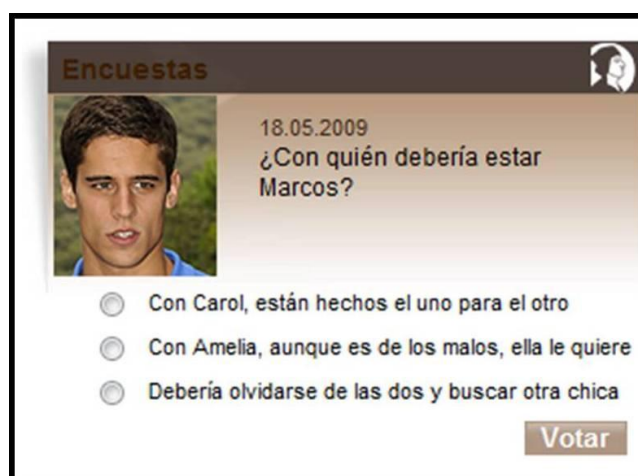 Encuestas
18.05.2009
¿Con quién debería estar
Marcos?
Con Carol, están hechos el uno para el otro
Con Amelia, aunque es de los malos, ella le quiere
Debería olvidarse de las dos y buscar otra chica
Votar